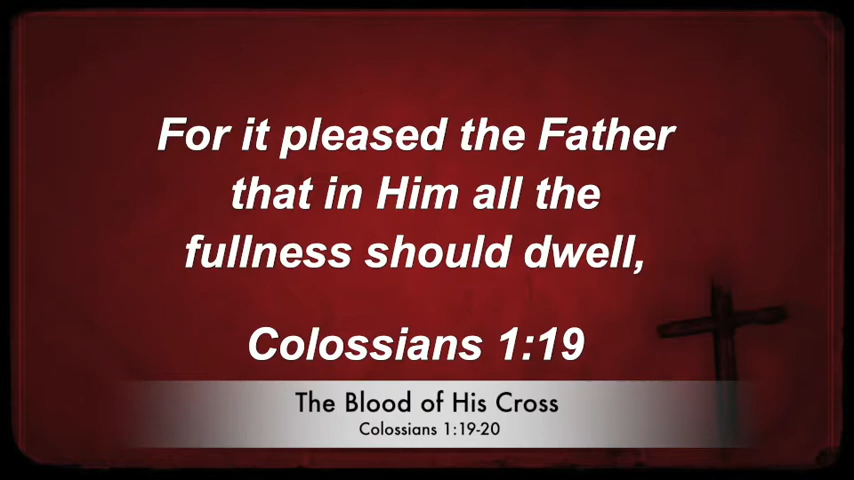 For it pleased the Father
that in Him all the
fullness should dwell,
Colossians 1:19
The Blood of His Cross
Colossians 1:19-20